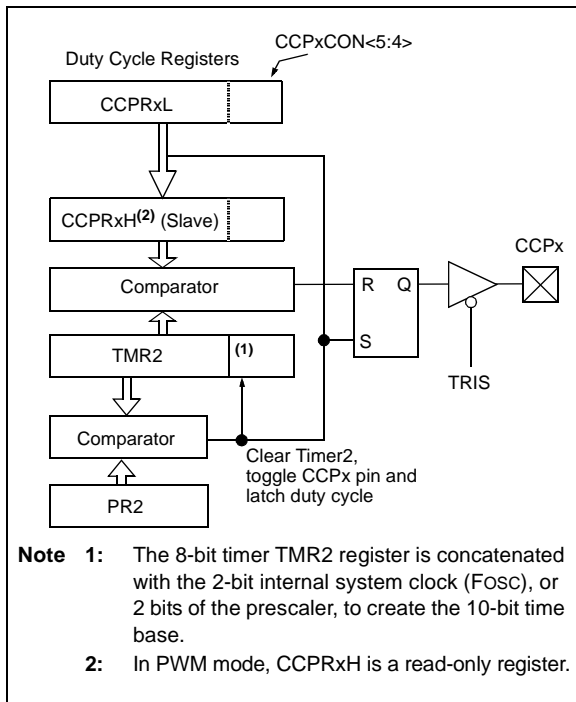 CCPxCON<5:4>
Duty Cycle Registers
CCPRxL
CCPRxH(2) (Slave)
CCPx
Comparator
R Q
TMR2 (1)
S
TRIS
Comparator
Clear Timer2,
toggle CCPx pin and
latch duty cycle
PR2
Note 1: The 8-bit timer TMR2 register is concatenated
with the 2-bit internal system clock (FOSC), or
2 bits of the prescaler, to create the 10-bit time
base.
2: In PWM mode, CCPRxH is a read-only register.